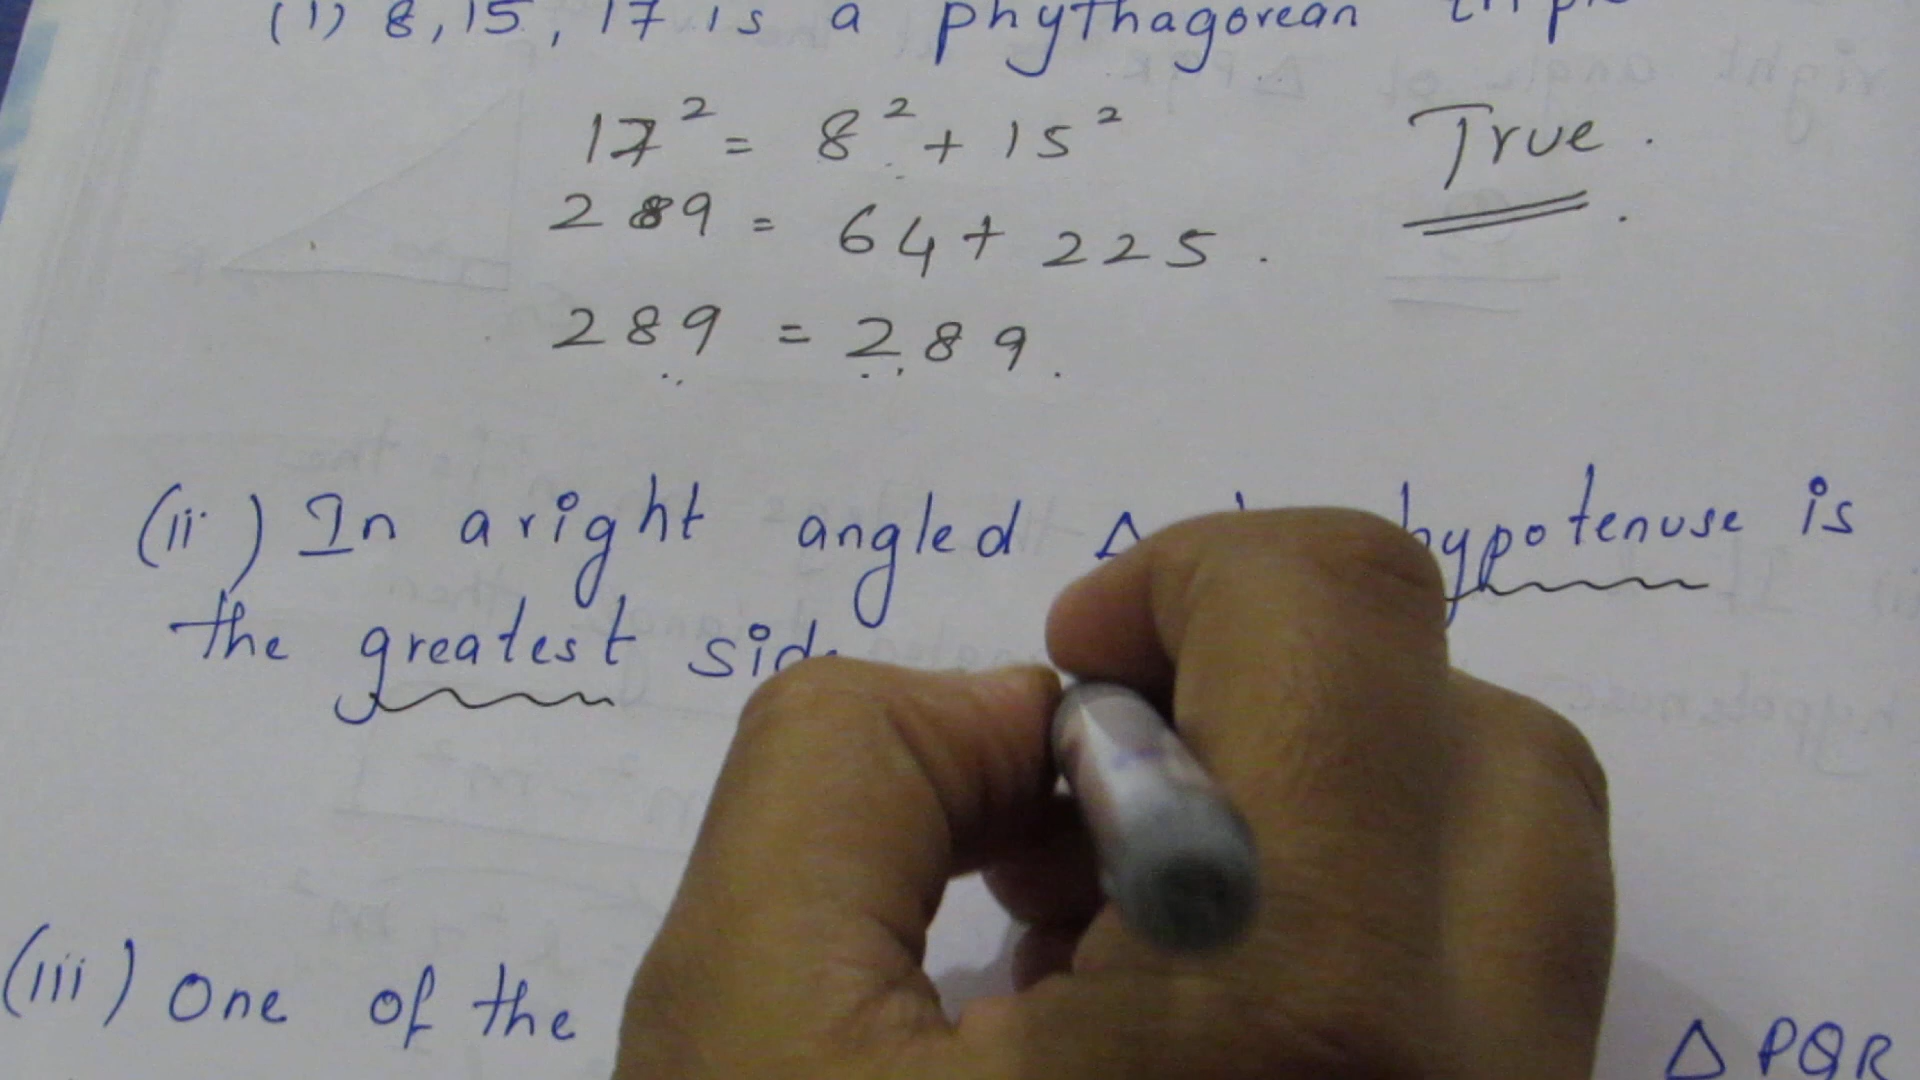 (i) 8, 15, 17 is a phythagorean
17² = 8² + 15² True.
289 = 64 + 225.
289 = 289.
(ii) In a right angled Δ hypotenuse is
the greatest side
(iii) One of the Δ PQR